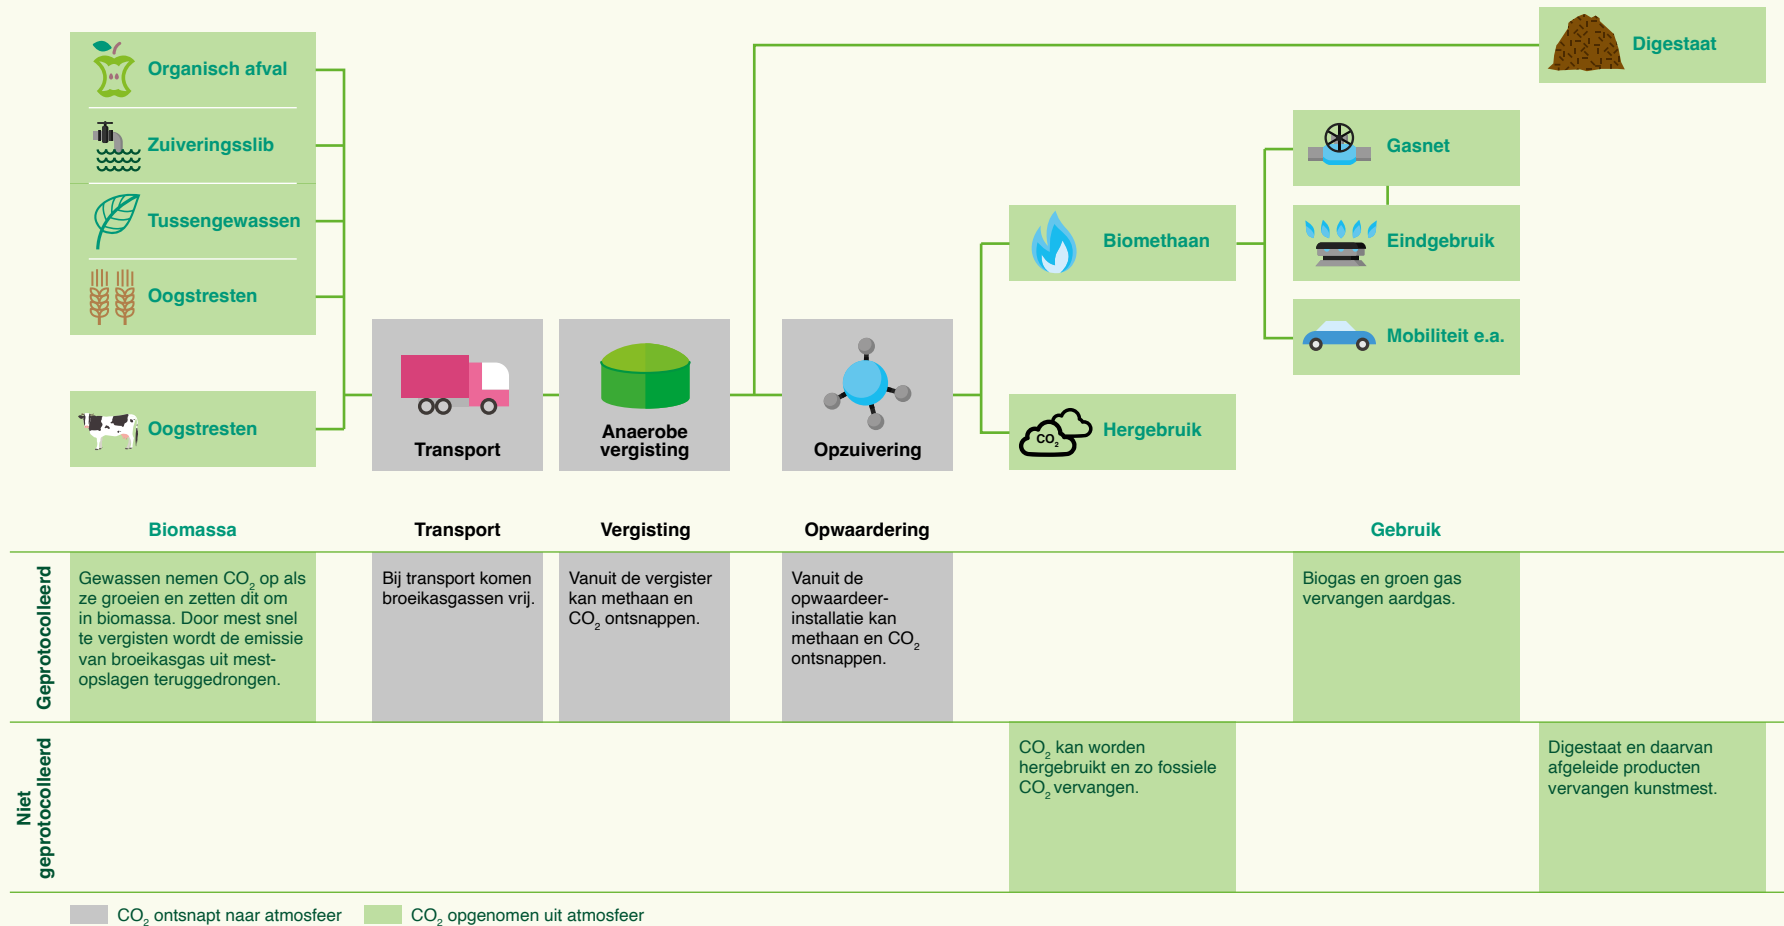 Organisch afval
Zuiveringsslib
Tussengewassen
Oogstresten
Oogstresten
Transport
Anaerobe
vergisting
Opzuivering
Biomethaan
CO₂
Hergebruik
Gasnet
Eindgebruik
Mobiliteit e.a.
Digestaat
Biomassa
Transport
Vergisting
Opwaardering
Gebruik
Geprotocolleerd
Gewassen nemen CO₂ op als
ze groeien en zetten dit om
in biomassa. Door mest snel
te vergisten wordt de emissie
van broeikasgas uit mest-
opslagen teruggedrongen.
Bij transport komen
broeikasgassen vrij.
Vanuit de vergister
kan methaan en
CO₂ ontsnappen.
Vanuit de
opwaardeer-
installatie kan
methaan en CO₂
ontsnappen.
Biogas en groen gas
vervangen aardgas.
Niet
geprotocolleerd
CO₂ kan worden
hergebruikt en zo fossiele
CO₂ vervangen.
Digestaat en daarvan
afgeleide producten
vervangen kunstmest.
CO₂ ontsnapt naar atmosfeer
CO₂ opgenomen uit atmosfeer